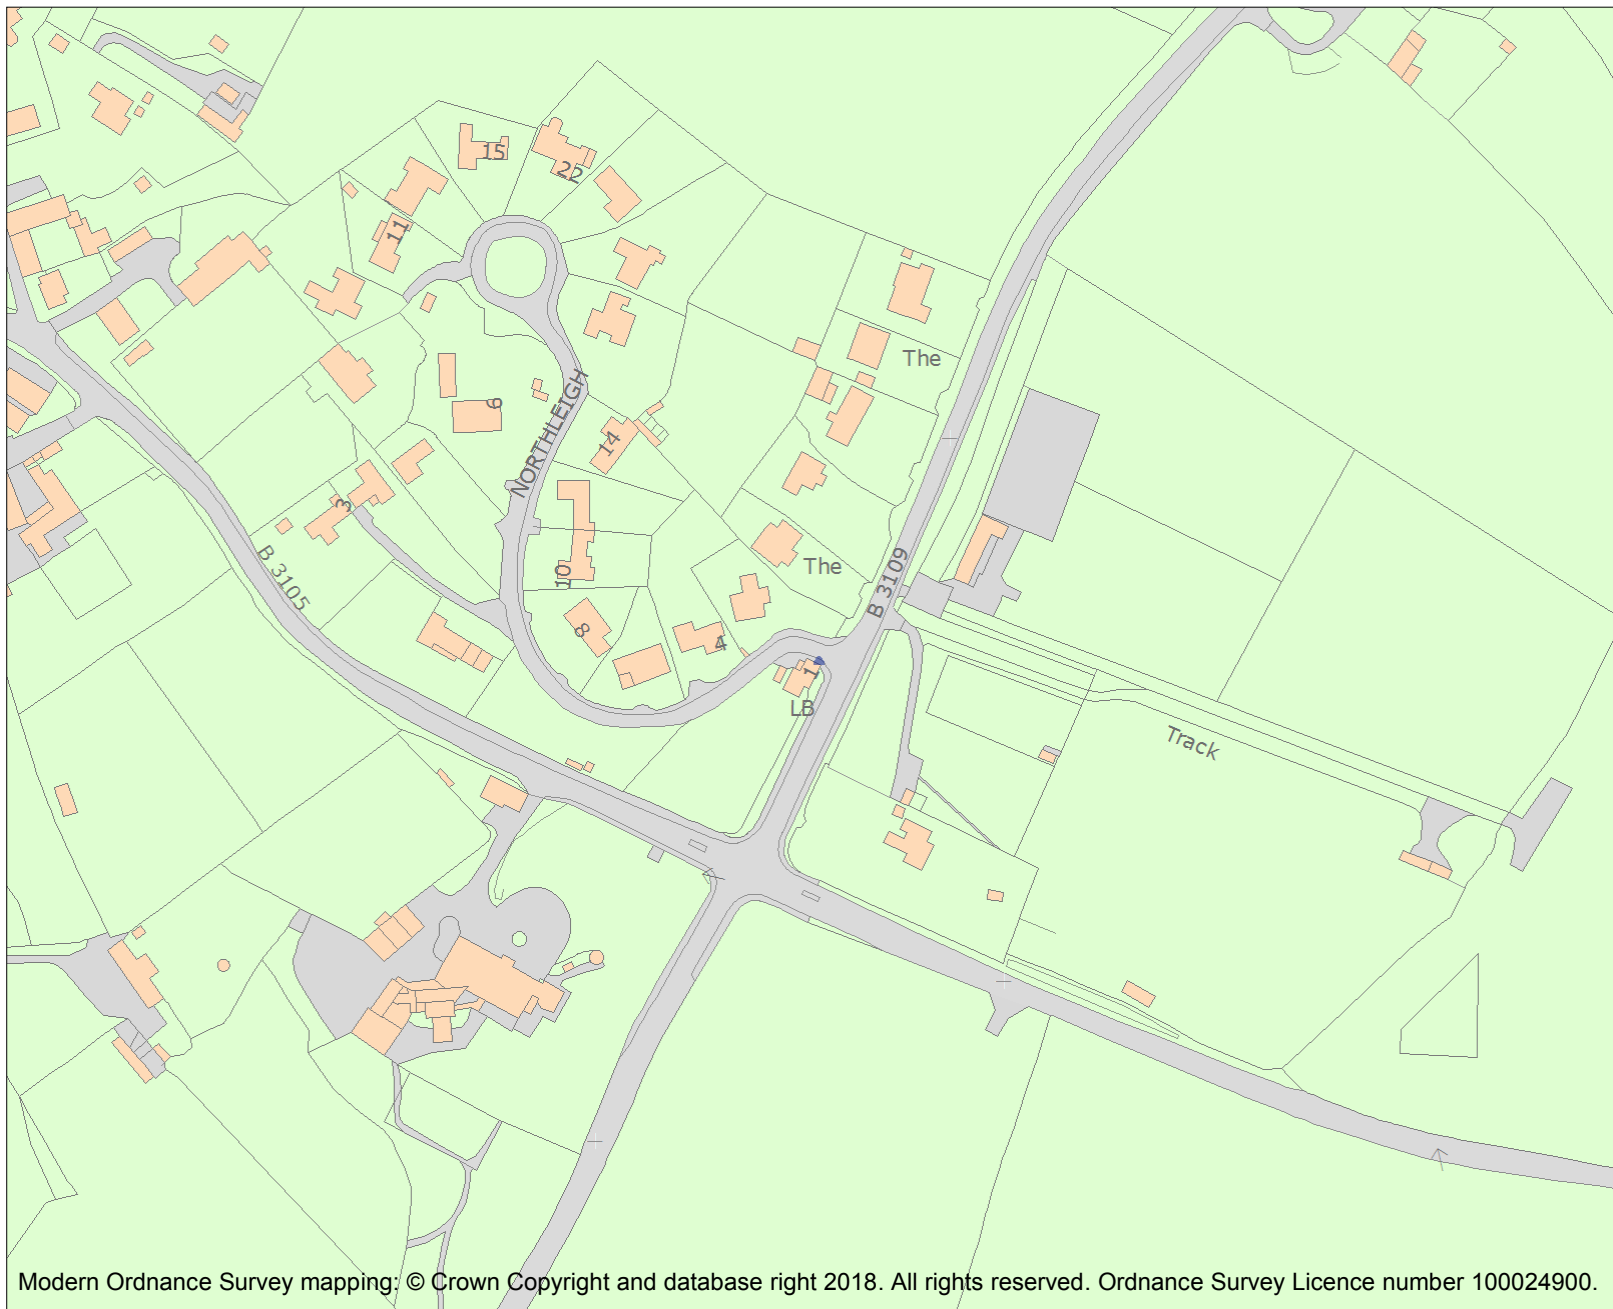 15
22
11
The
9
NORTHLEIGH
14
3
B 3105
The
B 3109
10
8
4
1
LB
Track
Modern Ordnance Survey mapping: © Crown Copyright and database right 2018. All rights reserved. Ordnance Survey Licence number 100024900.